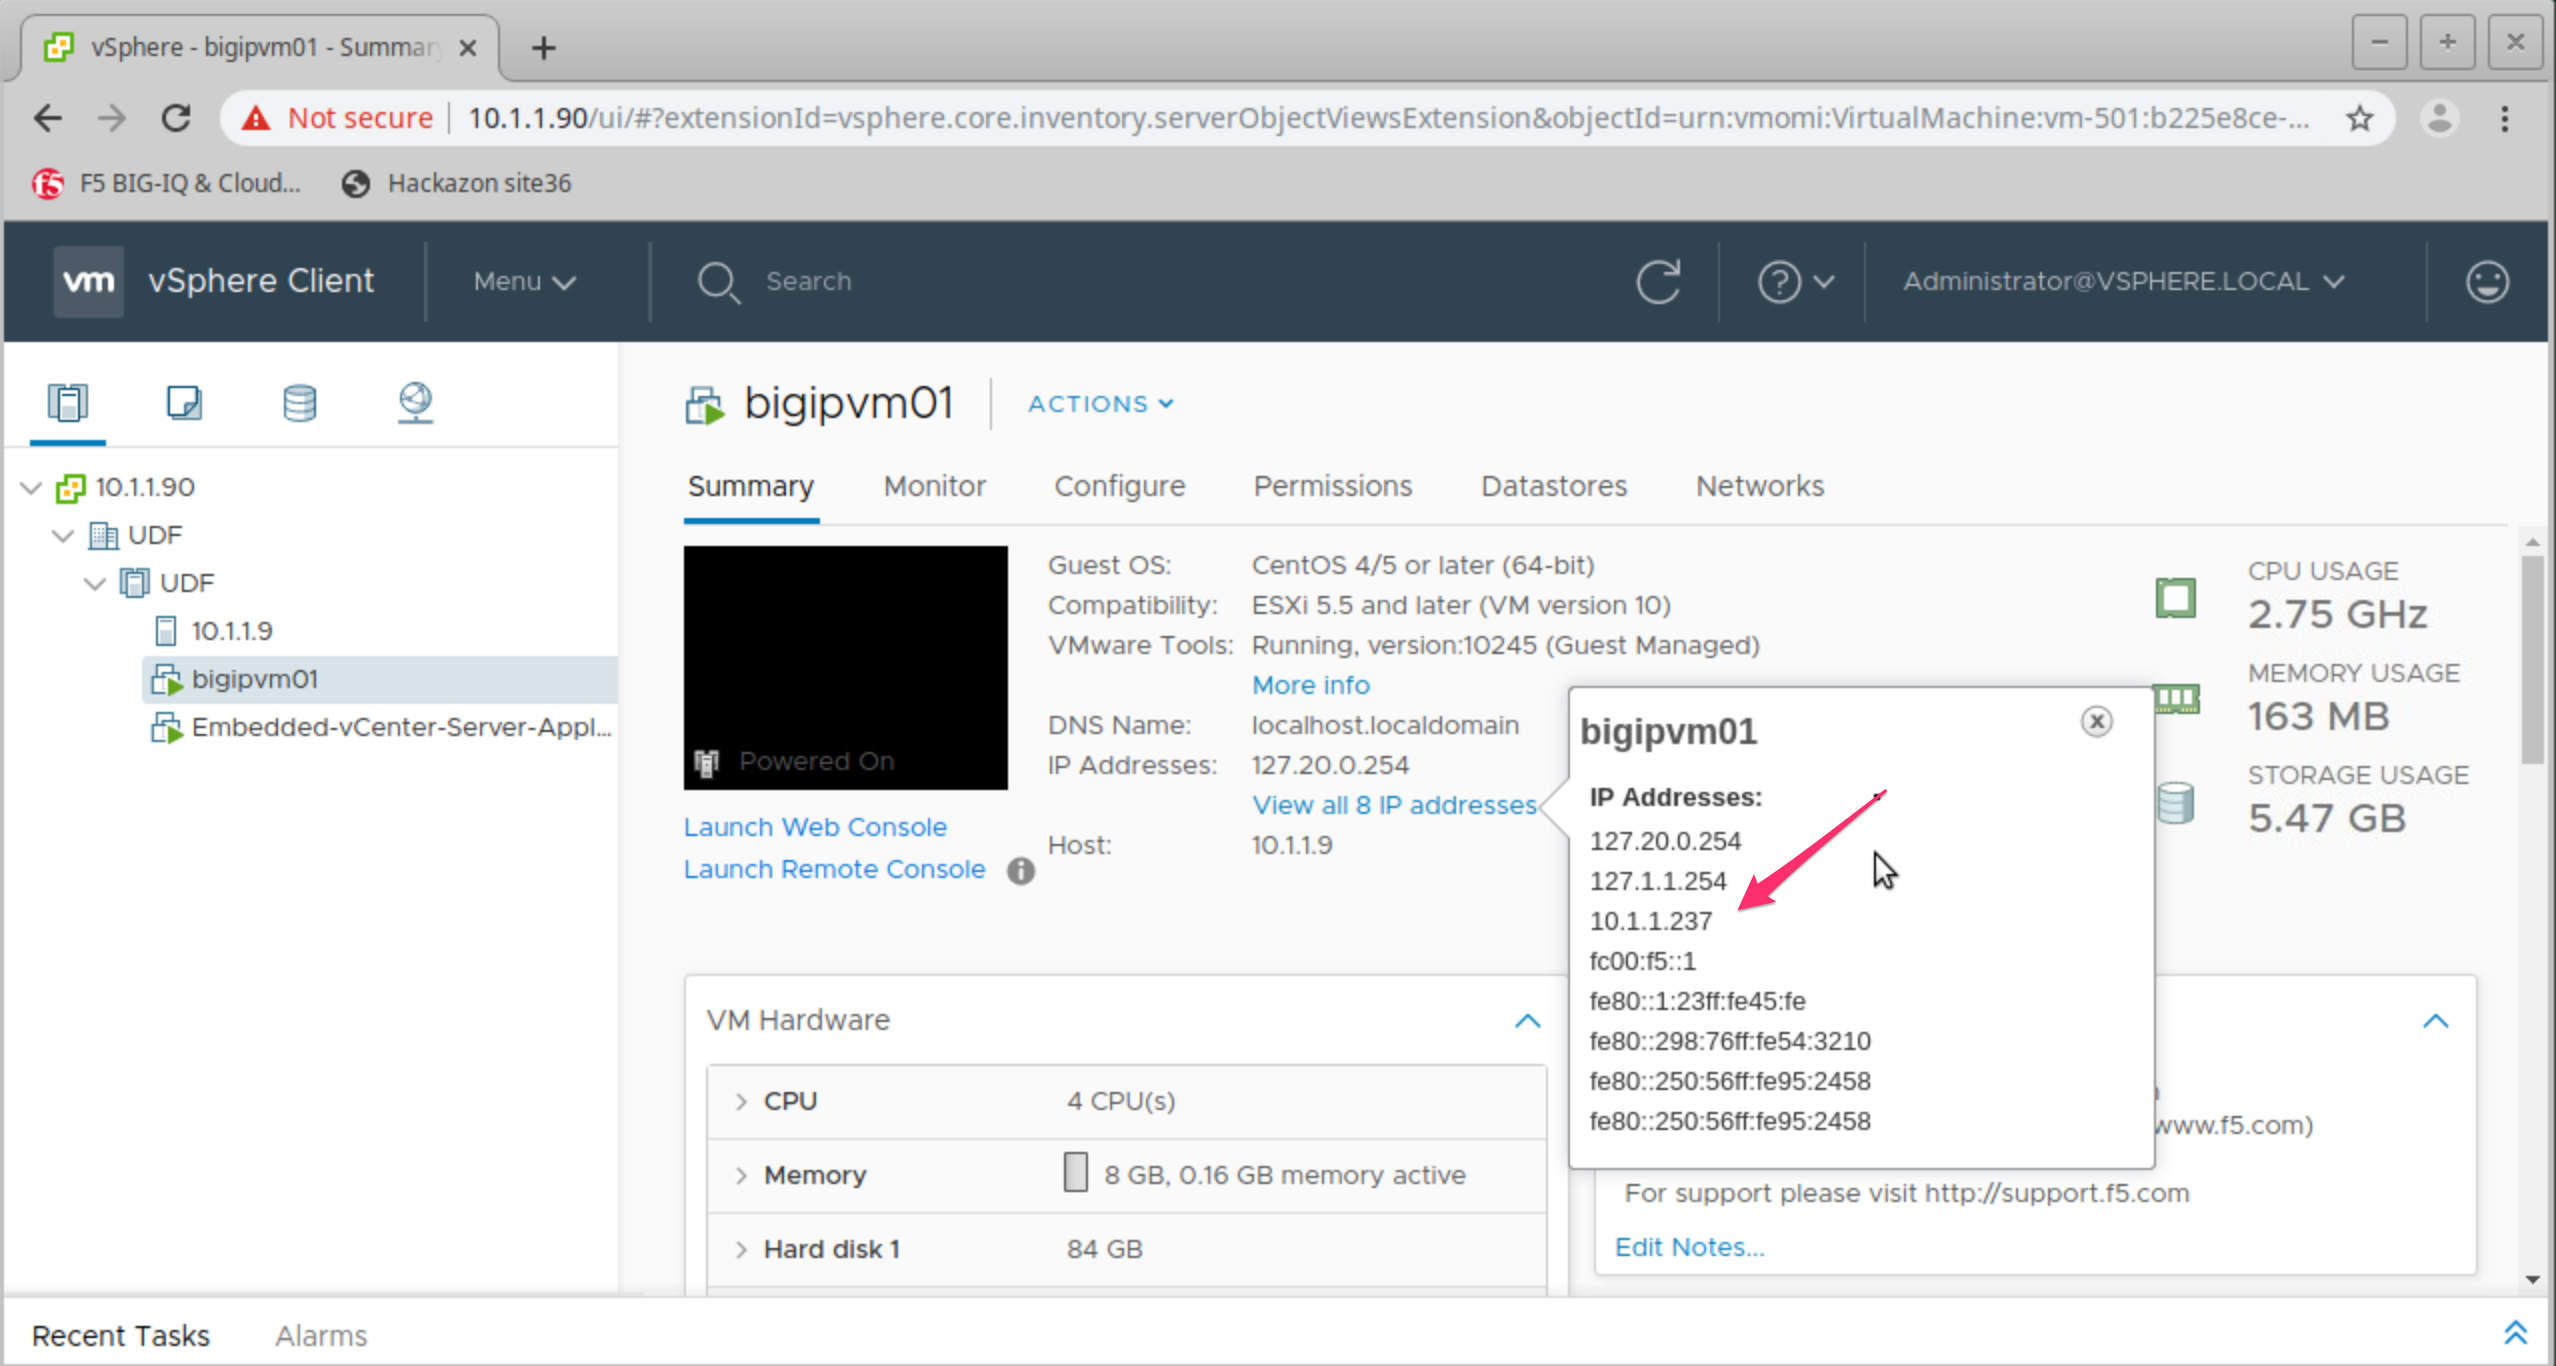 vSphere - bigipvm01 - Summar
Not secure | 10.1.1.90/ui/#?extensionId=vsphere.core.inventory.serverObjectViewsExtension&objectId=urn:vmomi:VirtualMachine:vm-501:b225e8ce-...
F5 BIG-IQ & Cloud... Hackazon site36
vm vSphere Client Menu Search Administrator@VSPHERE.LOCAL
10.1.1.90
UDF
UDF
10.1.1.9
bigipvm01
Embedded-vCenter-Server-Appl...
bigipvm01 ACTIONS
Summary Monitor Configure Permissions Datastores Networks
Powered On
Launch Web Console
Launch Remote Console
Guest OS: CentOS 4/5 or later (64-bit)
Compatibility: ESXi 5.5 and later (VM version 10)
VMware Tools: Running, version:10245 (Guest Managed)
More info
DNS Name: localhost.localdomain
IP Addresses: 127.20.0.254
View all 8 IP addresses
Host: 10.1.1.9
CPU USAGE
2.75 GHz
MEMORY USAGE
163 MB
STORAGE USAGE
5.47 GB
bigipvm01
IP Addresses:
127.20.0.254
127.1.1.254
10.1.1.237
fc00:f5::1
fe80::1:23ff:fe45:fe
fe80::298:76ff:fe54:3210
fe80::250:56ff:fe95:2458
fe80::250:56ff:fe95:2458
VM Hardware
CPU 4 CPU(s)
Memory 8 GB, 0.16 GB memory active
Hard disk 1 84 GB
www.f5.com)
For support please visit http://support.f5.com
Edit Notes...
Recent Tasks Alarms